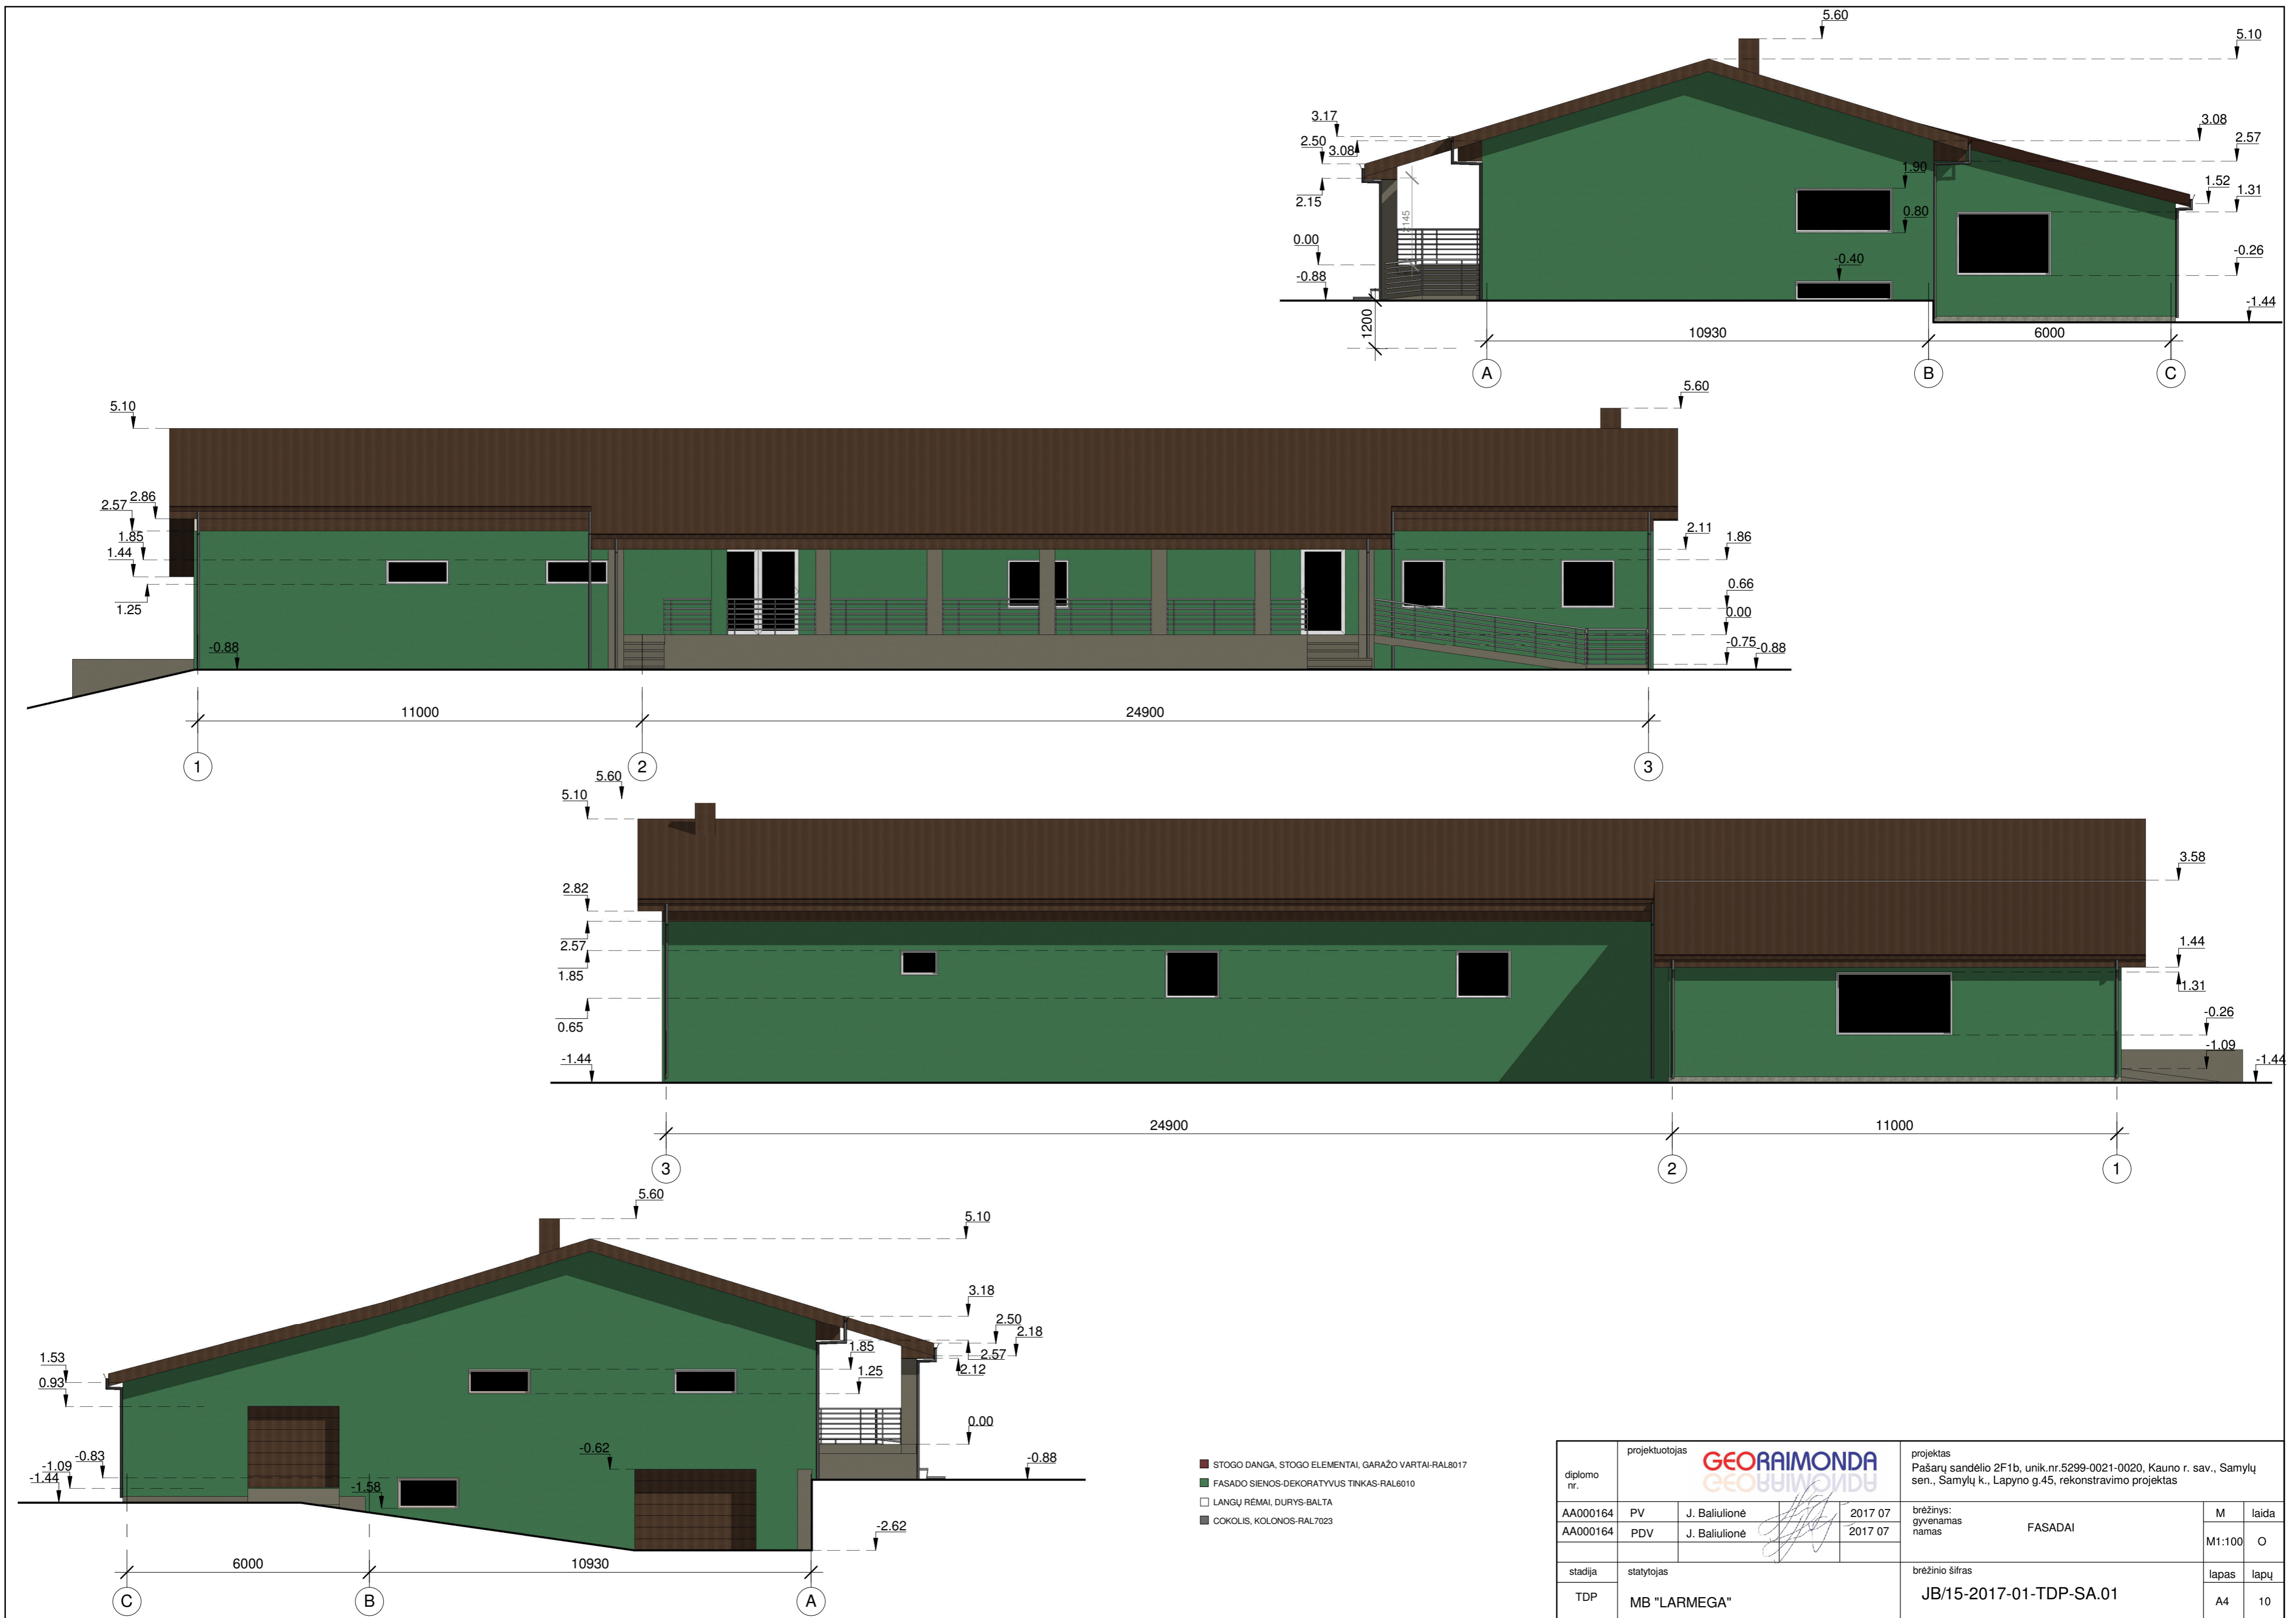 5.60
5.10
3.17
2.50
3.08
2.15
2145
0.00
-0.88
1200
1.90
0.80
-0.40
3.08
2.57
1.52
1.31
-0.26
-1.44
10930
6000
A
B
C
5.10
5.60
2.86
2.57
1.85
1.44
1.25
-0.88
2.11
1.86
0.66
0.00
-0.75
-0.88
11000
24900
1
2
3
5.60
5.10
2.82
2.57
1.85
0.65
-1.44
3.58
1.44
1.31
-0.26
-1.09
-1.44
24900
11000
3
2
1
5.60
5.10
3.18
2.50
2.18
2.57
2.12
1.85
1.25
0.00
-0.88
1.53
0.93
-0.83
-1.09
-1.44
-1.58
-0.62
-2.62
6000
10930
C
B
A
STOGO DANGA, STOGO ELEMENTAI, GARAŽO VARTAI-RAL8017
FASADO SIENOS-DEKORATYVUS TINKAS-RAL6010
LANGŲ RĖMAI, DURYS-BALTA
COKOLIS, KOLONOS-RAL7023
diplomo
nr.
projektuotojas
GEORAIMONDA
projektas
Pašarų sandėlio 2F1b, unik.nr.5299-0021-0020, Kauno r. sav., Samylų
sen., Samylų k., Lapyno g.45, rekonstravimo projektas
AA000164 PV J. Baliulionė 2017 07
AA000164 PDV J. Baliulionė 2017 07
brėžinys:
gyvenamas
namas
FASADAI
M laida
M1:100 O
stadija
TDP
statytojas
MB "LARMEGA"
brėžinio šifras
JB/15-2017-01-TDP-SA.01
lapas lapų
A4 10